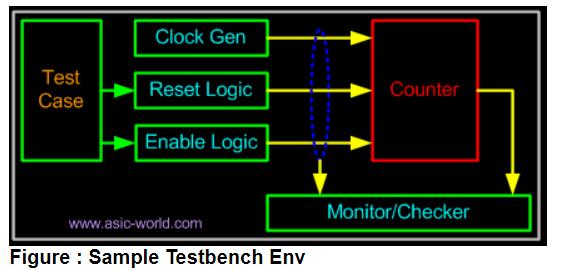 Clock Gen
Test
Case
Reset Logic
Counter
Enable Logic
Monitor/Checker
www.asic-world.com
Figure : Sample Testbench Env